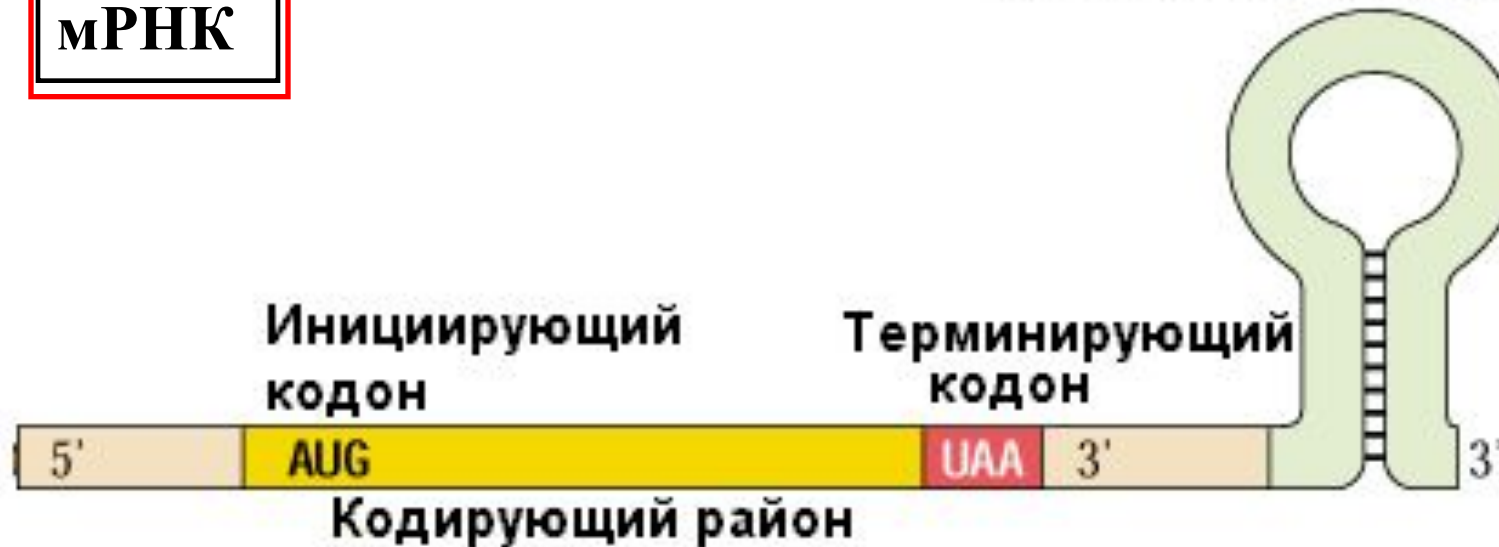 мРНК
Инициирующий
кодон
Терминирующий
кодон
5' AUG UAA 3' 3'
Кодирующий район